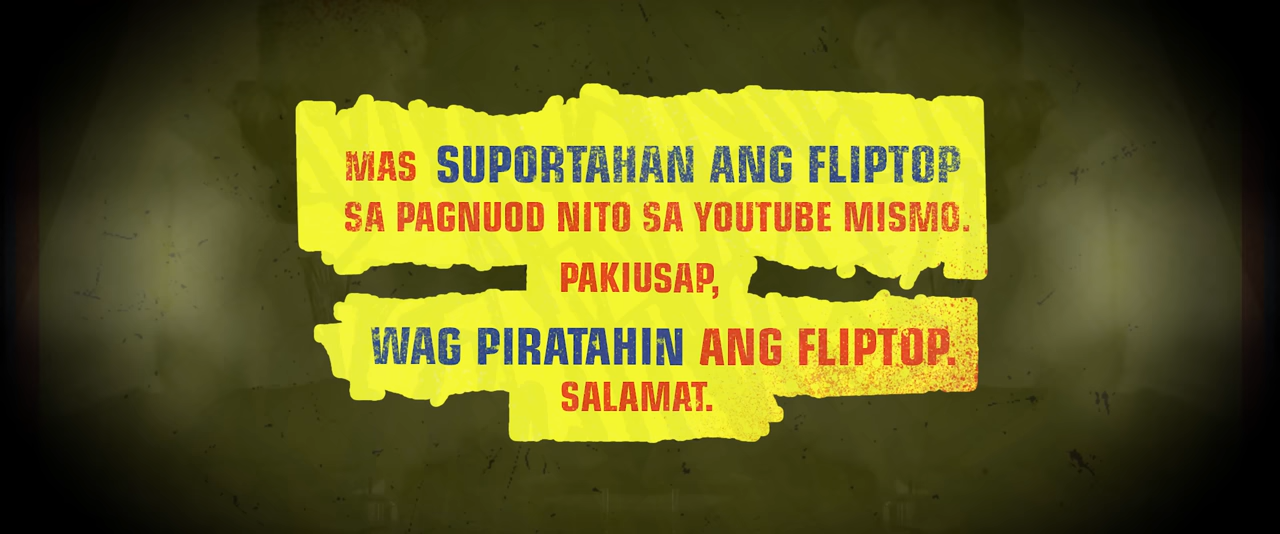 MAS SUPORTAHAN ANG FLIPTOP
SA PAGNUOD NITO SA YOUTUBE MISMO.
PAKIUSAP,
WAG PIRATAHIN ANG FLIPTOP.
SALAMAT.